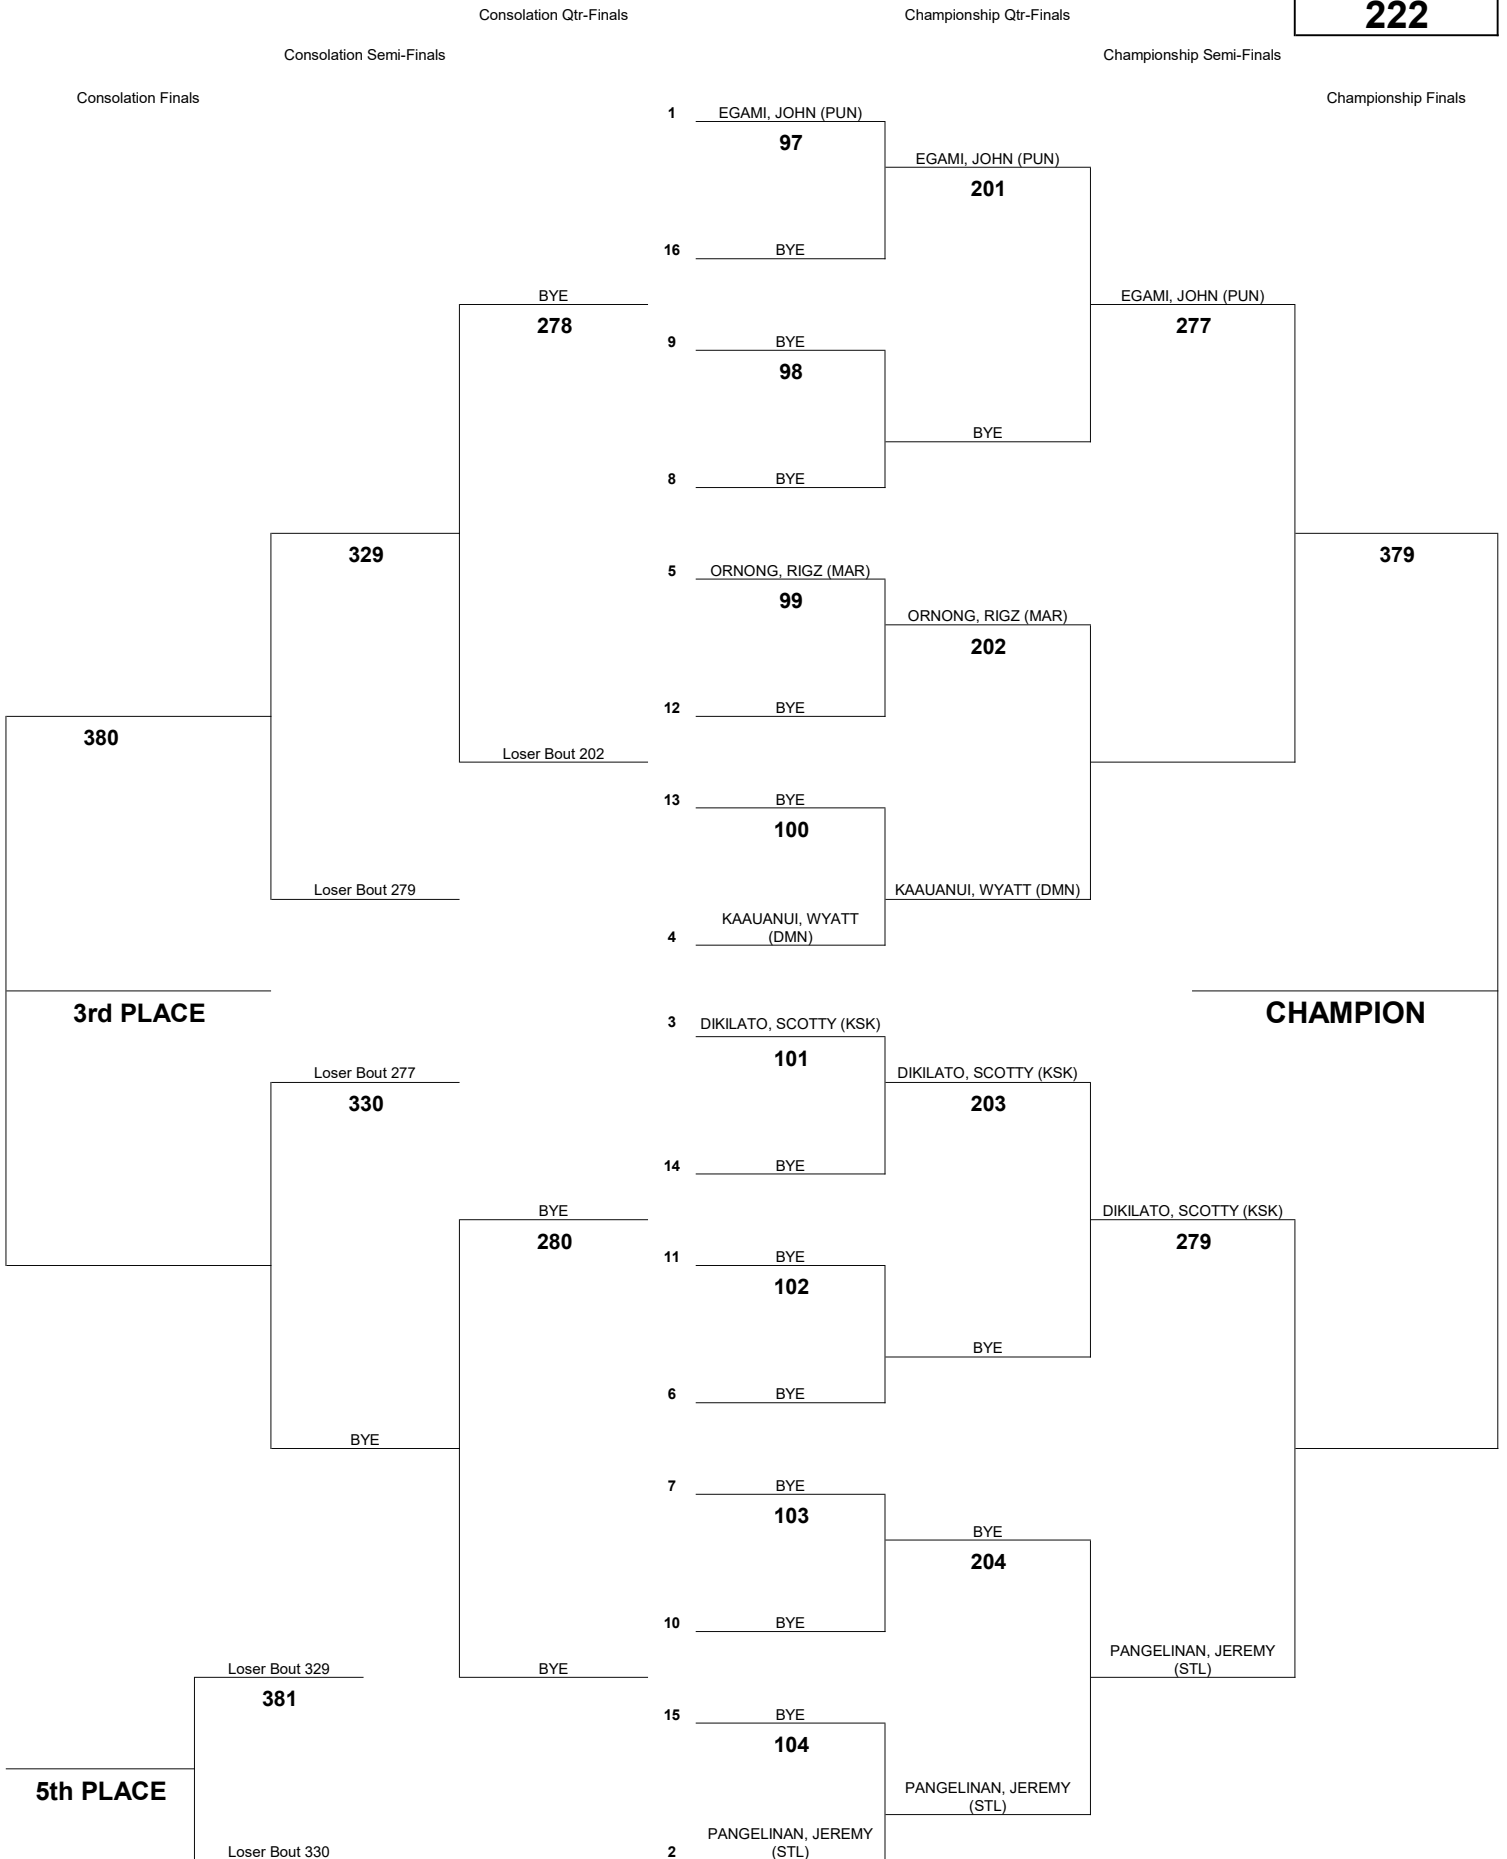 Consolation Qtr-Finals
Championship Qtr-Finals
222
Consolation Semi-Finals
Championship Semi-Finals
Consolation Finals
Championship Finals
1 EGAMI, JOHN (PUN)
97
EGAMI, JOHN (PUN)
201
16 BYE
BYE
EGAMI, JOHN (PUN)
278
277
9 BYE
98
BYE
8 BYE
329
379
5 ORNONG, RIGZ (MAR)
99
ORNONG, RIGZ (MAR)
202
12 BYE
380
Loser Bout 202
13 BYE
100
Loser Bout 279
KAAUANUI, WYATT (DMN)
KAAUANUI, WYATT
4 (DMN)
3rd PLACE
CHAMPION
3 DIKILATO, SCOTTY (KSK)
101
Loser Bout 277
DIKILATO, SCOTTY (KSK)
330
203
14 BYE
BYE
DIKILATO, SCOTTY (KSK)
280
279
11 BYE
102
BYE
6 BYE
BYE
7 BYE
103
BYE
204
10 BYE
PANGELINAN, JEREMY
(STL)
Loser Bout 329
BYE
381
15 BYE
104
5th PLACE
PANGELINAN, JEREMY
(STL)
PANGELINAN, JEREMY
Loser Bout 330
2 (STL)